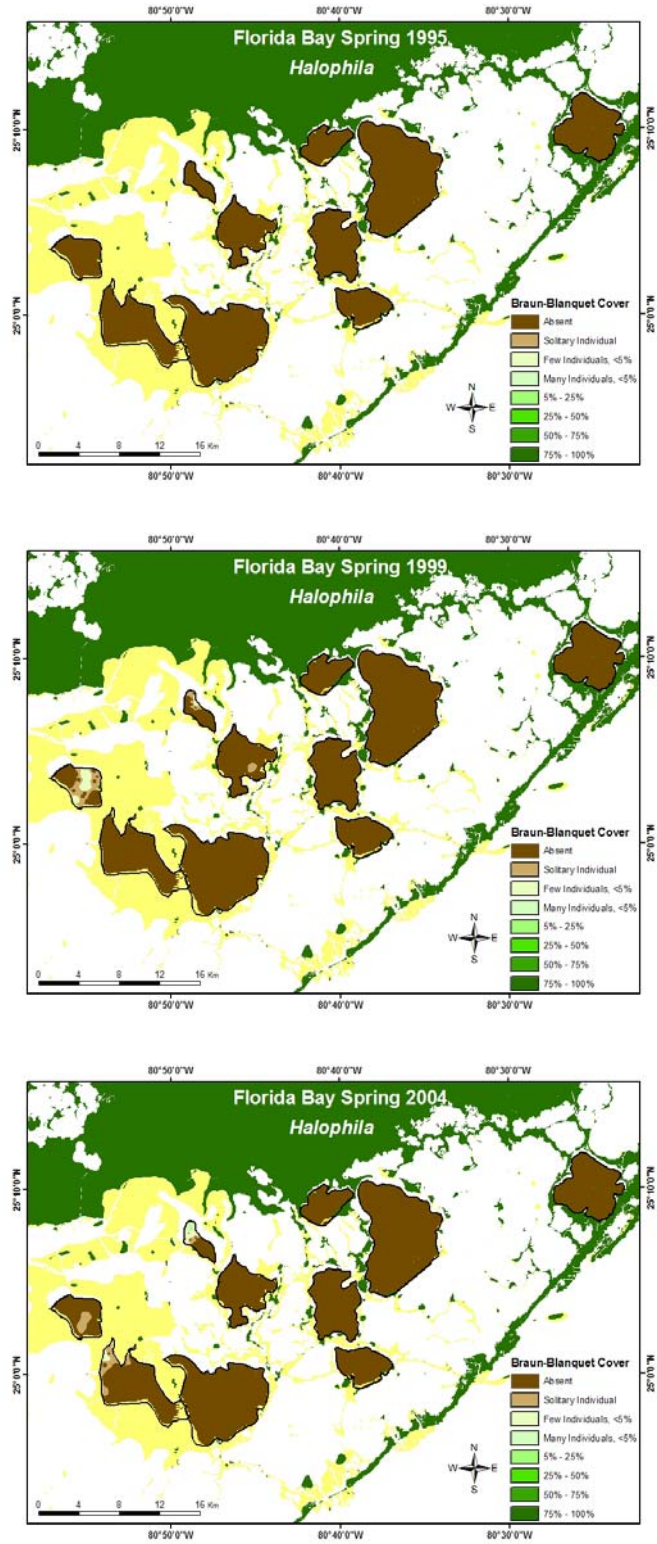 80°50'0"W 80°40'0"W 80°30'0"W
Florida Bay Spring 1995
Halophila
25°10'0"N 25°10'0"N
25°0'0"N 25°0'0"N
Braun-Blanquet Cover
Absent
Solitary Individual
Few Individuals, <5%
Many Individuals, <5%
5% - 25%
25% - 50%
50% - 75%
75% - 100%
N
W E
S
0 4 8 12 16 Km
80°50'0"W 80°40'0"W 80°30'0"W
80°50'0"W 80°40'0"W 80°30'0"W
Florida Bay Spring 1999
Halophila
25°10'0"N 25°10'0"N
25°0'0"N 25°0'0"N
Braun-Blanquet Cover
Absent
Solitary Individual
Few Individuals, <5%
Many Individuals, <5%
5% - 25%
25% - 50%
50% - 75%
75% - 100%
N
W E
S
0 4 8 12 16 Km
80°50'0"W 80°40'0"W 80°30'0"W
80°50'0"W 80°40'0"W 80°30'0"W
Florida Bay Spring 2004
Halophila
25°10'0"N 25°10'0"N
25°0'0"N 25°0'0"N
Braun-Blanquet Cover
Absent
Solitary Individual
Few Individuals, <5%
Many Individuals, <5%
5% - 25%
25% - 50%
50% - 75%
75% - 100%
N
W E
S
0 4 8 12 16 Km
80°50'0"W 80°40'0"W 80°30'0"W